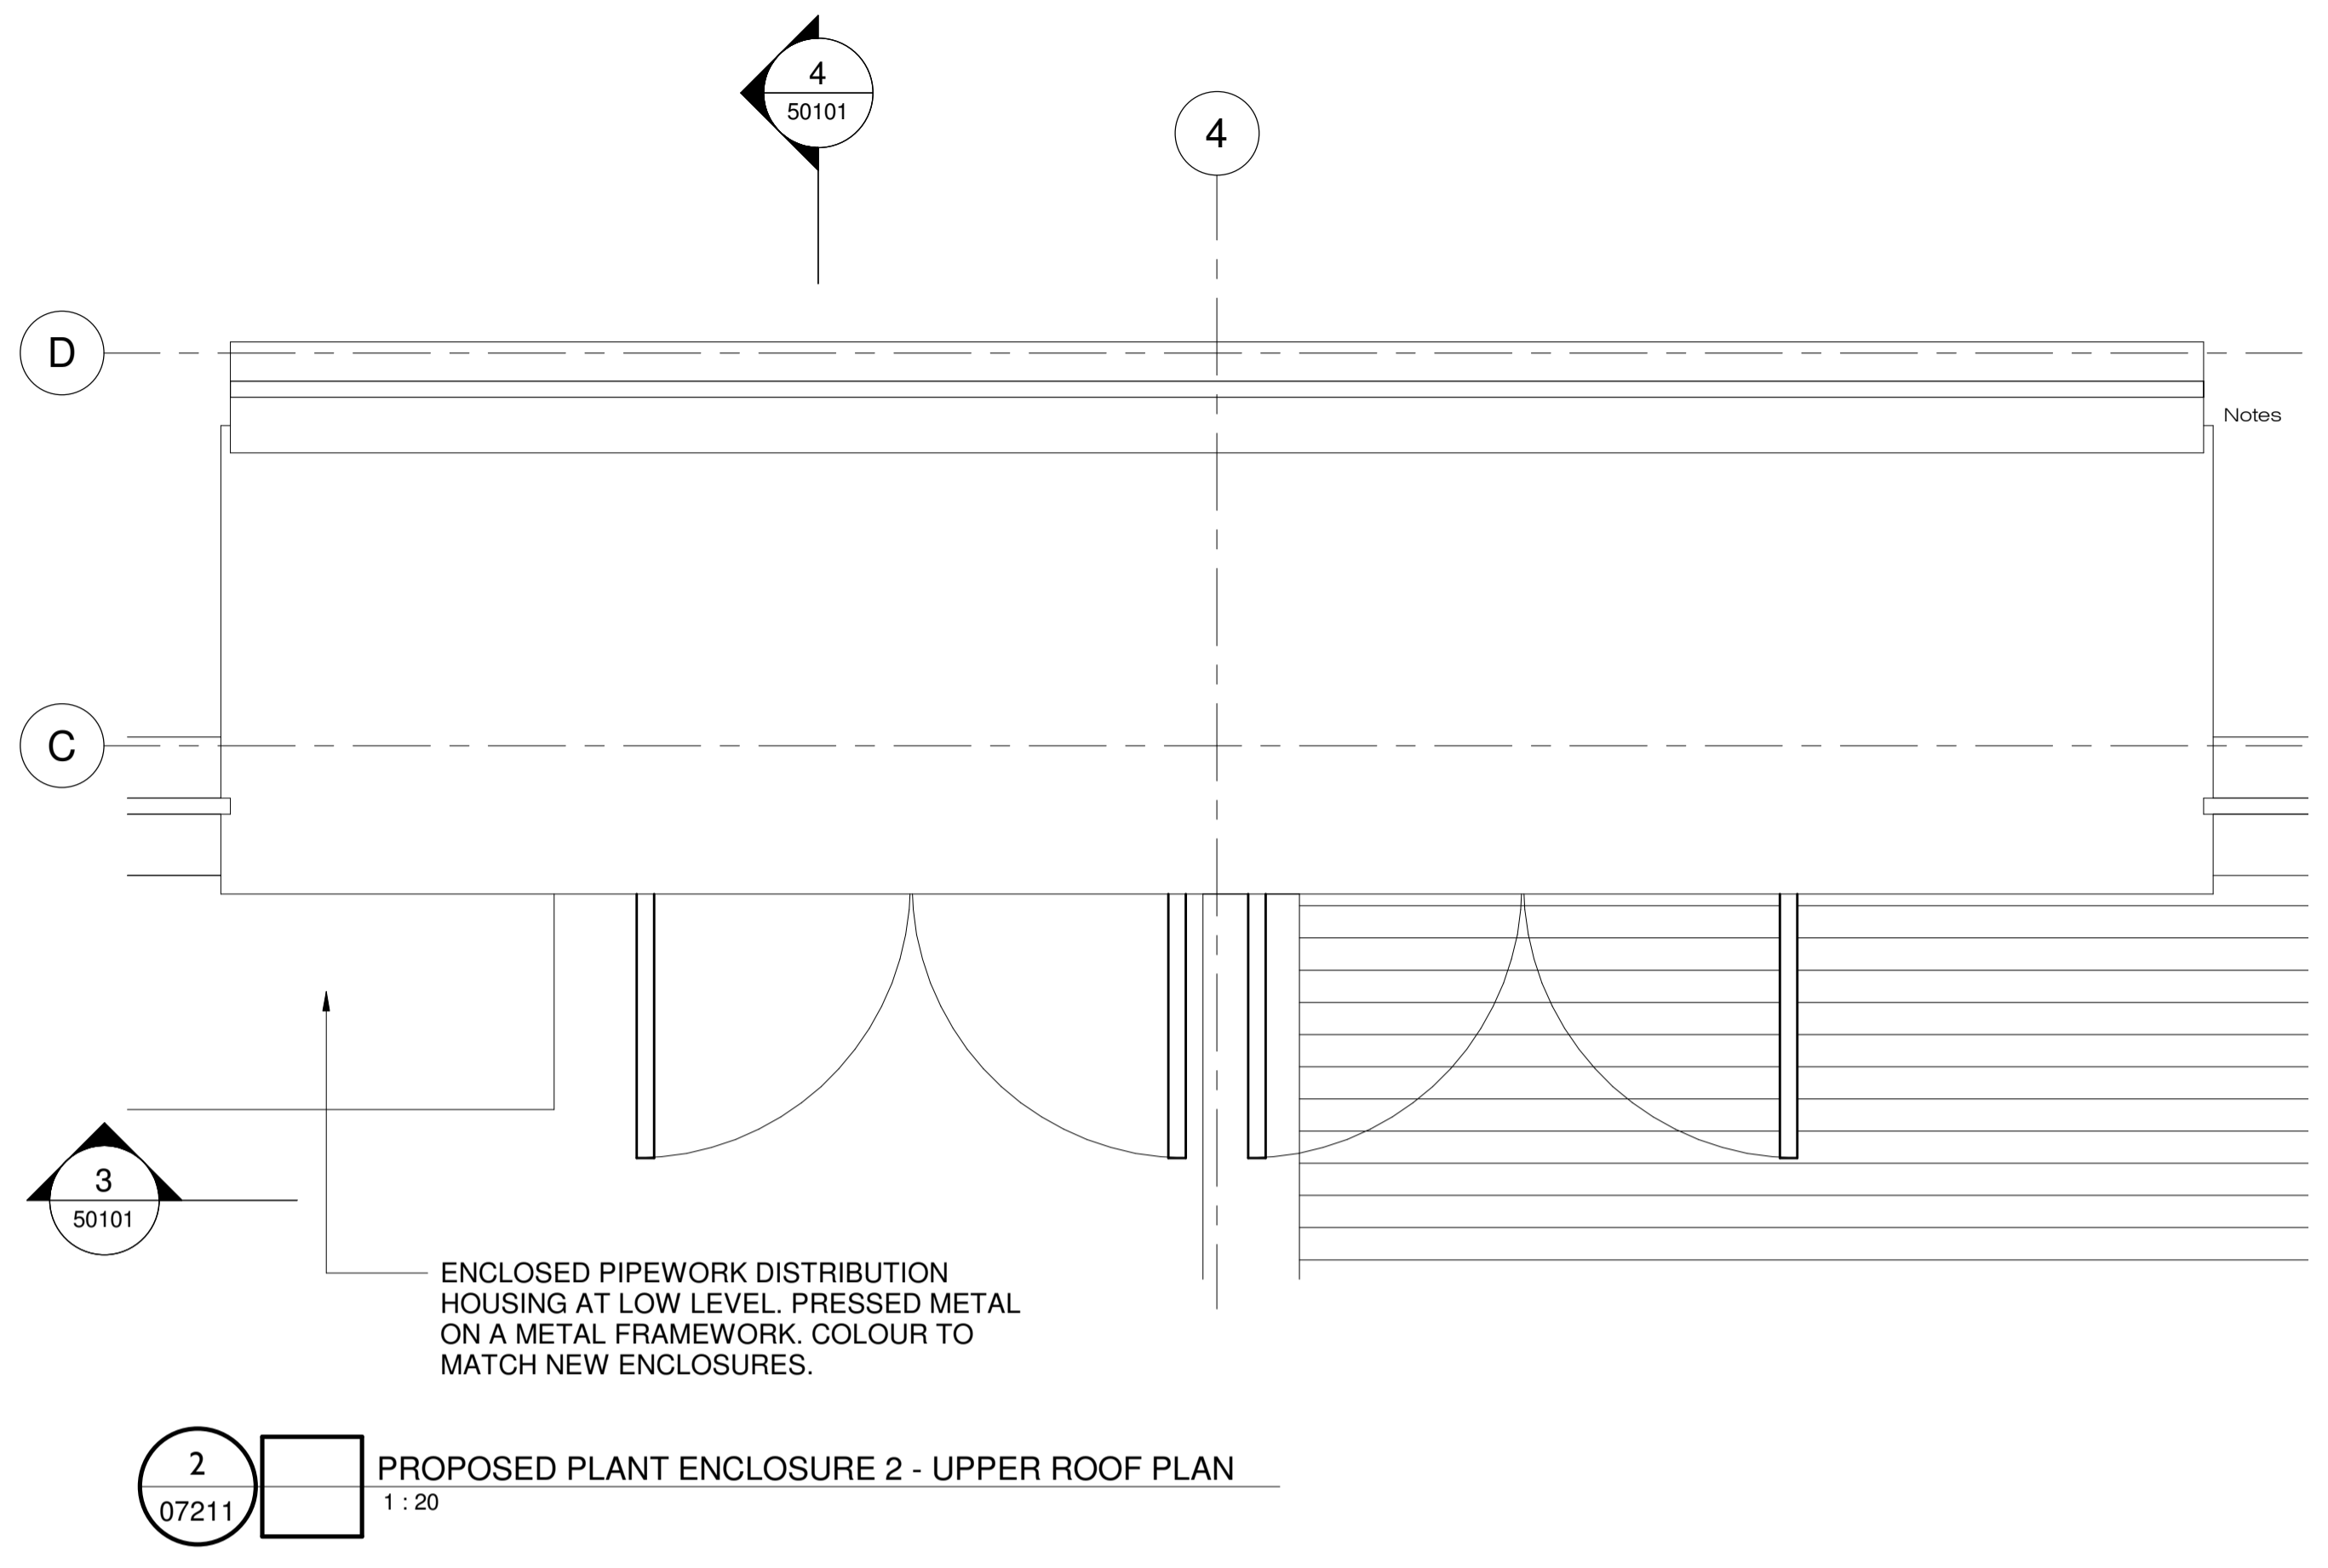 4
50101
4
D
Notes
C
3
50101
ENCLOSED PIPEWORK DISTRIBUTION
HOUSING AT LOW LEVEL. PRESSED METAL
ON A METAL FRAMEWORK. COLOUR TO
MATCH NEW ENCLOSURES.
2
07211
PROPOSED PLANT ENCLOSURE 2 - UPPER ROOF PLAN
1 : 20